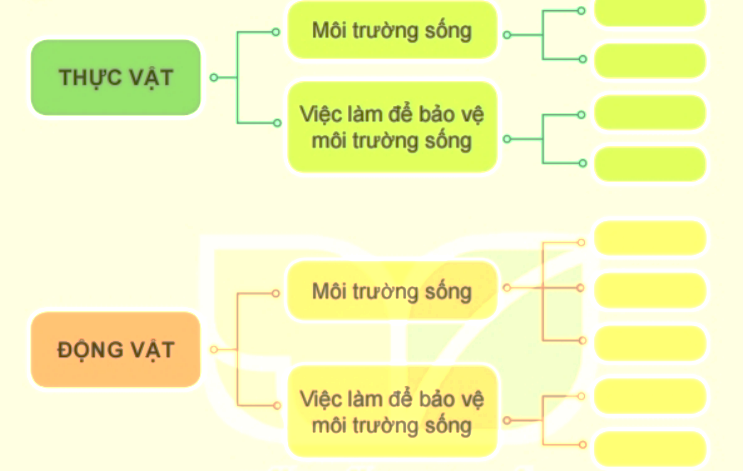 THỰC VẬT
Môi trường sống
Việc làm để bảo vệ
môi trường sống
ĐỘNG VẬT
Môi trường sống
Việc làm để bảo vệ
môi trường sống